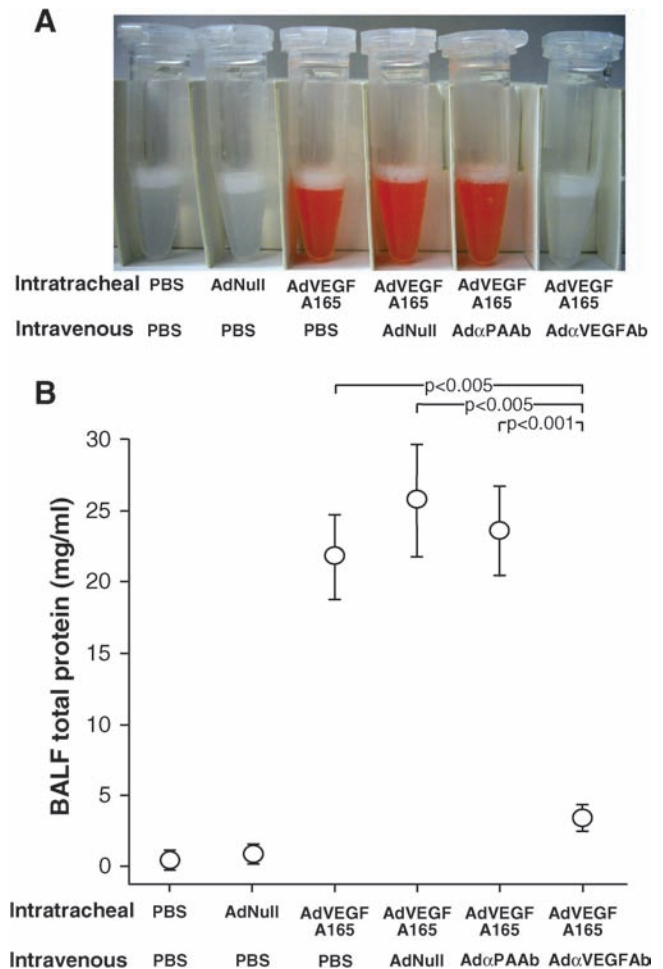 A
Intratracheal PBS AdNull AdVEGF AdVEGF AdVEGF AdVEGF
A165 A165 A165 A165
Intravenous PBS PBS PBS AdNull AdαPAAb AdαVEGFAb
B
p<0.005
p<0.005
p<0.001
BALF total protein (mg/ml)
30
25
20
15
10
5
0
Intratracheal PBS AdNull AdVEGF AdVEGF AdVEGF AdVEGF
A165 A165 A165 A165
Intravenous PBS PBS PBS AdNull AdαPAAb AdαVEGFAb